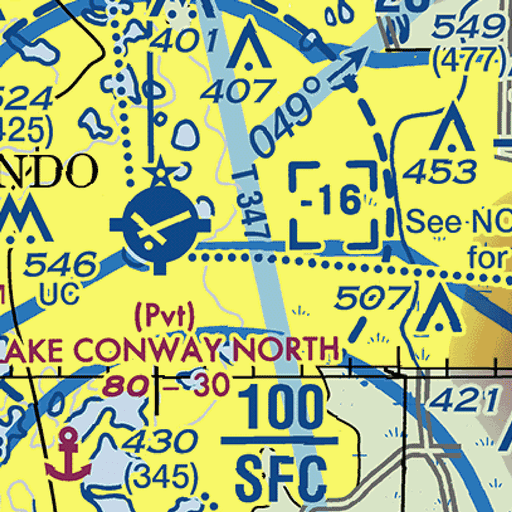 401
407
549
(477)
524
425)
049°
NDO
T 347
-16
453
See NO
for
546
UC
507
(Pvt)
LAKE CONWAY NORTH
80 - 30
100
SFC
430
(345)
421